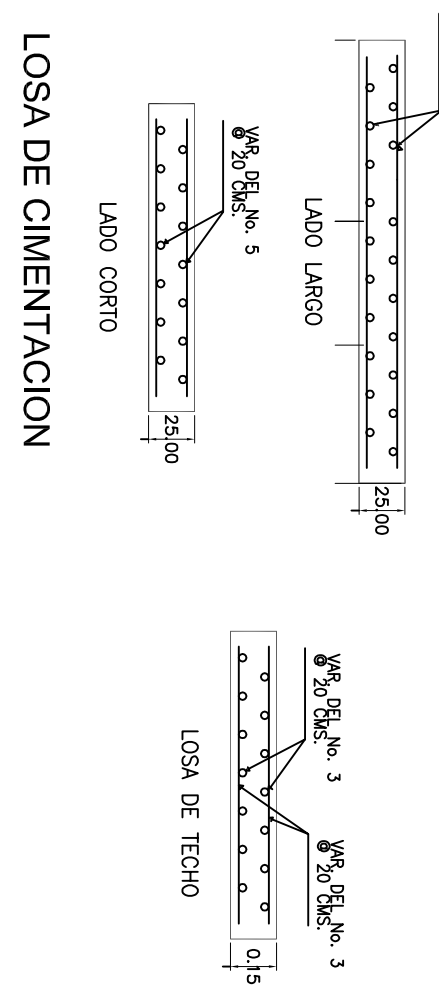 25.00
LADO LARGO
VAR. DEL No. 5
@ 20 CMS.
25.00
LADO CORTO
LOSA DE CIMENTACION
VAR. DEL No. 3
@ 20 CMS.
VAR. DEL No. 3
@ 20 CMS.
0.15
LOSA DE TECHO